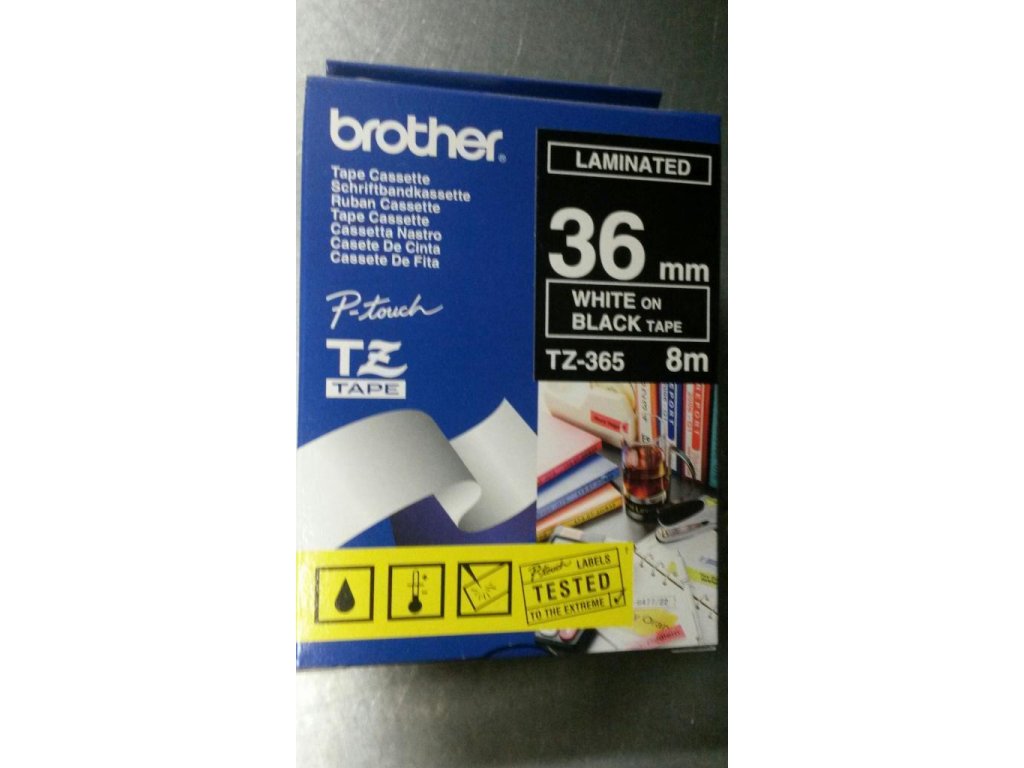 brother
Tape Cassette
Schriftbandkassette
Ruban Cassette
Tape Cassette
Cassetta Nastro
Casete De Cinta
Cassete De Fita
P-touch
TZ
TAPE
LAMINATED
36 mm
WHITE ON
BLACK TAPE
TZ-365 8m
P-touch LABELS
TESTED
TO THE EXTREME